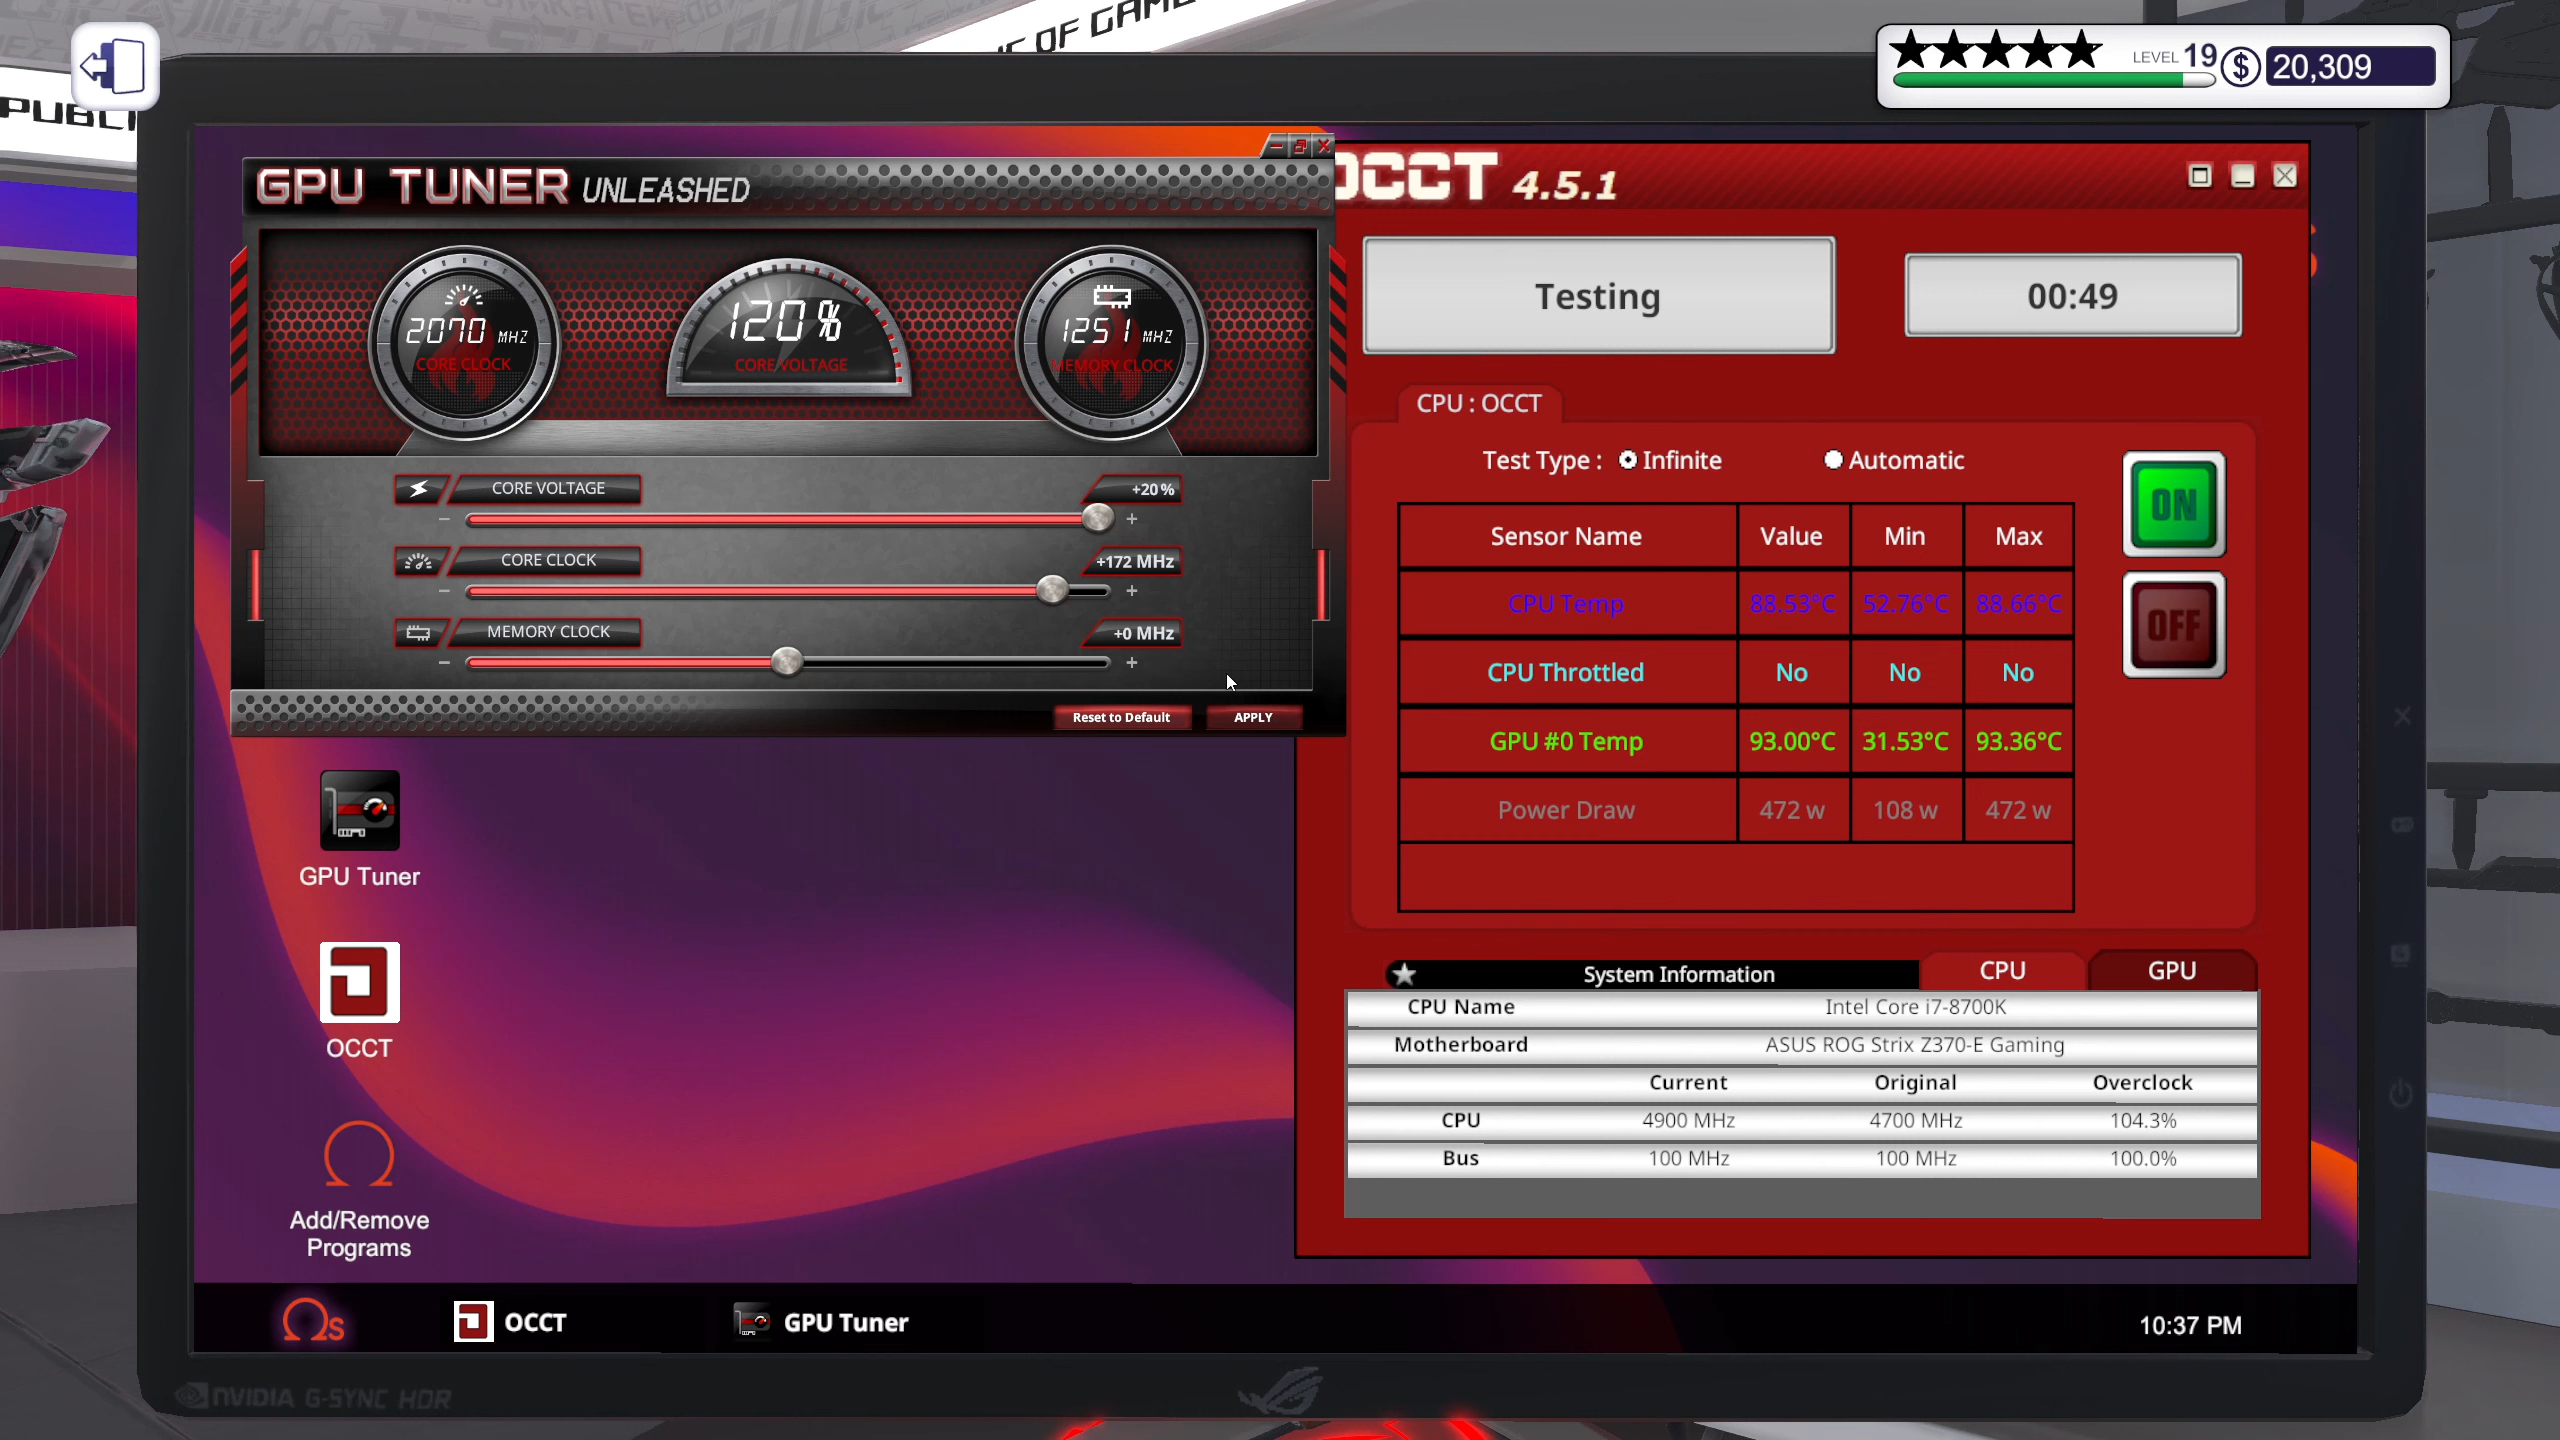 OF GAME
PUBLI
LEVEL 19
$ 20,309
GPU TUNER UNLEASHED
2070 MHZ
CORE CLOCK
120%
CORE VOLTAGE
1251 MHZ
MEMORY CLOCK
CORE VOLTAGE
+20%
CORE CLOCK
+172 MHz
MEMORY CLOCK
+0 MHz
Reset to Default
APPLY
OCCT 4.5.1
Testing
00:49
CPU : OCCT
Test Type : Infinite Automatic
ON
OFF
Sensor Name Value Min Max
CPU Temp 88.53°C 52.76°C 88.66°C
CPU Throttled No No No
GPU #0 Temp 93.00°C 31.53°C 93.36°C
Power Draw 472 w 108 w 472 w
System Information
CPU
GPU
CPU Name Intel Core i7-8700K
Motherboard ASUS ROG Strix Z370-E Gaming
Current Original Overclock
CPU 4900 MHz 4700 MHz 104.3%
Bus 100 MHz 100 MHz 100.0%
GPU Tuner
OCCT
Add/Remove
Programs
Ωs
OCCT
GPU Tuner
10:37 PM
NVIDIA G-SYNC HDR